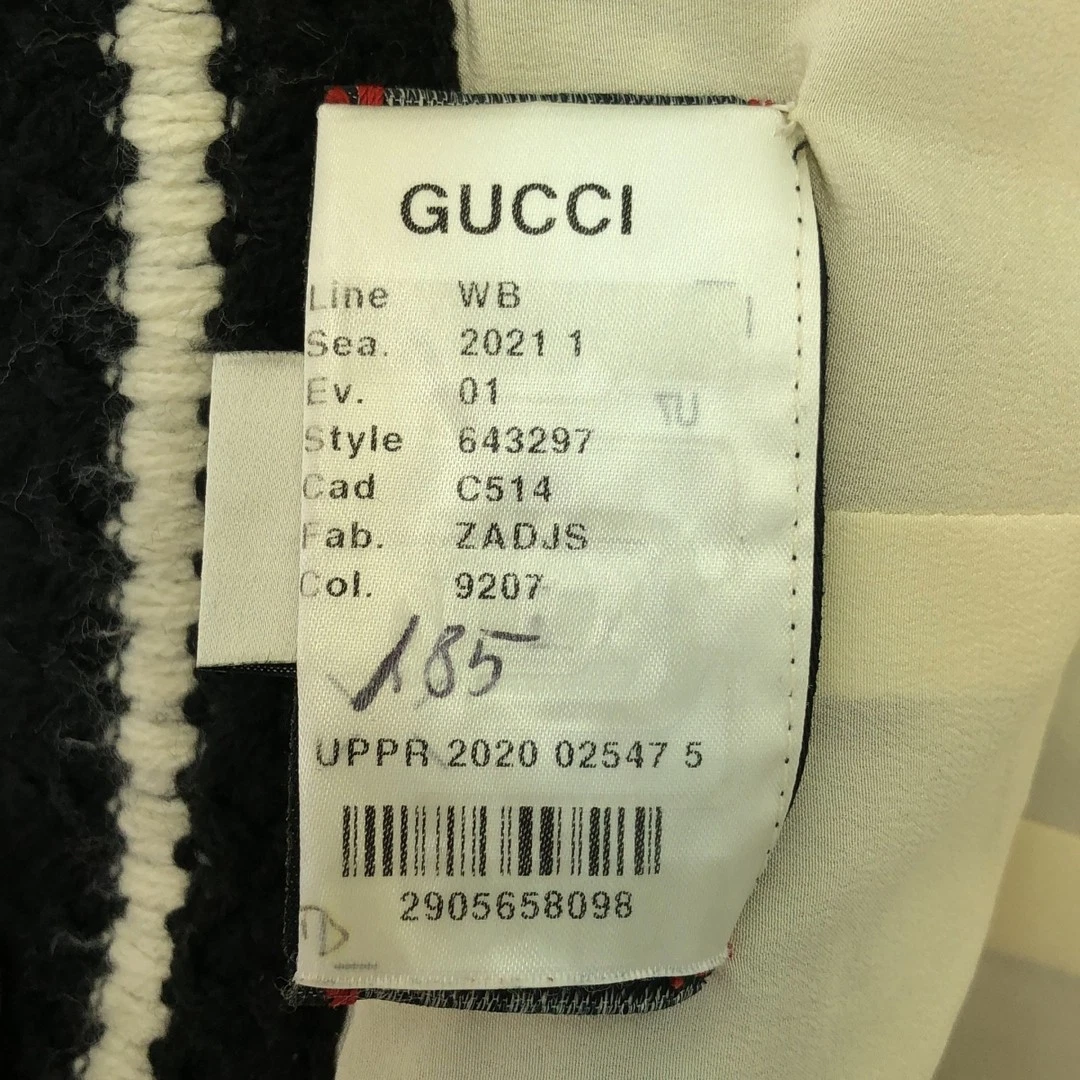 GUCCI
Line WB
Sea. 2021 1
Ev. 01
Style 643297
Cad C514
Fab. ZADJS
Col. 9207
185
UPPR 2020 02547 5
2905658098